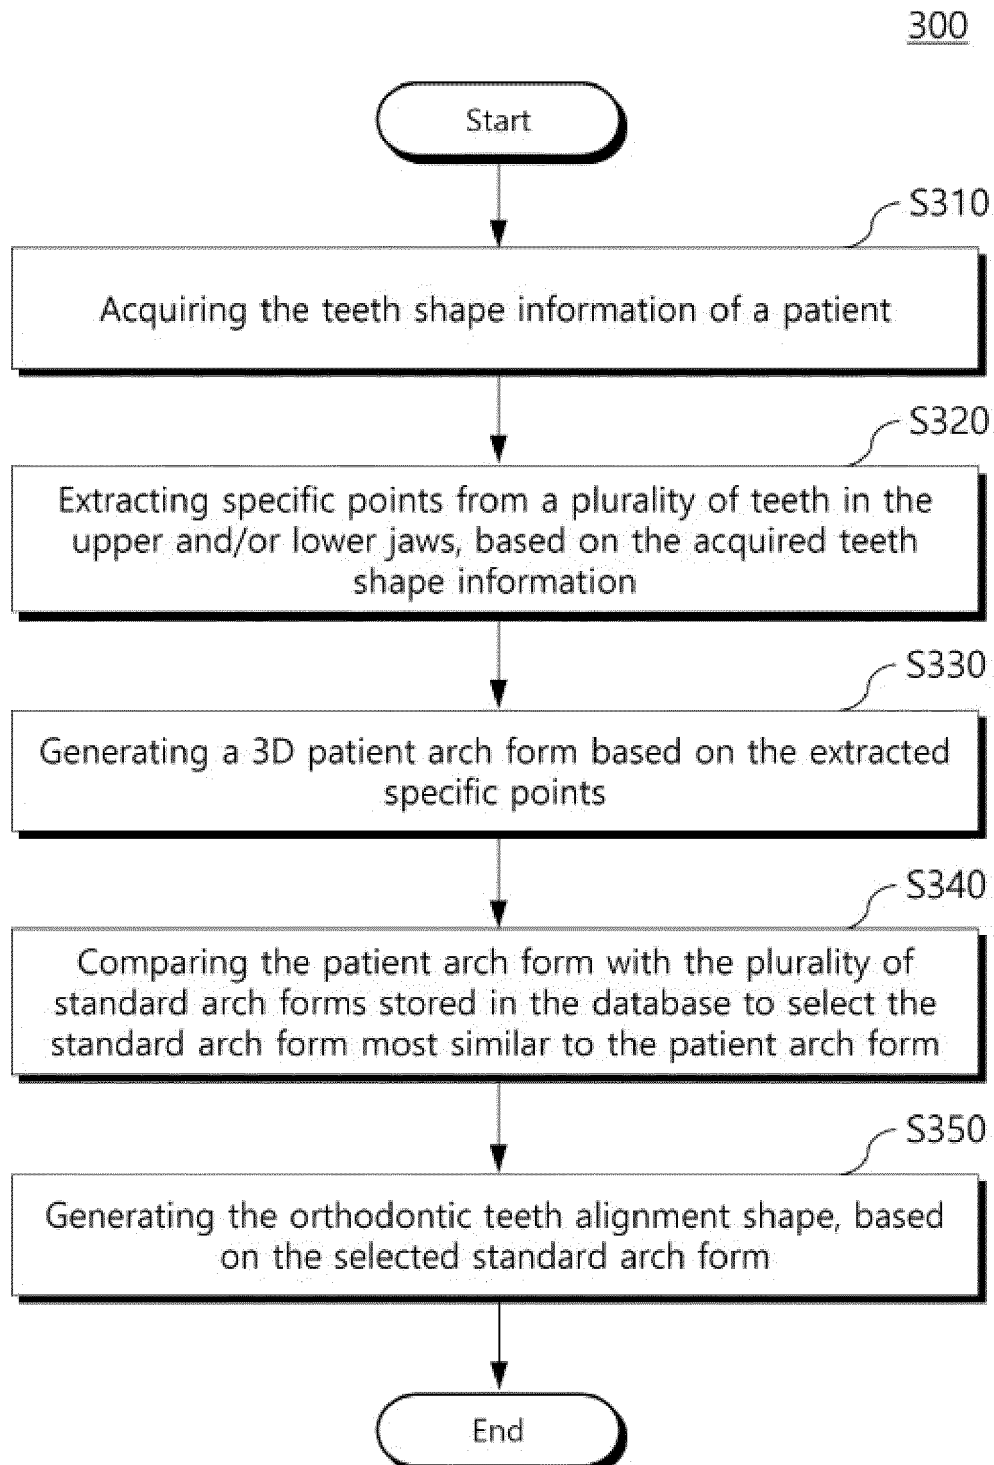 300
Start
S310
Acquiring the teeth shape information of a patient
S320
Extracting specific points from a plurality of teeth in the
upper and/or lower jaws, based on the acquired teeth
shape information
S330
Generating a 3D patient arch form based on the extracted
specific points
S340
Comparing the patient arch form with the plurality of
standard arch forms stored in the database to select the
standard arch form most similar to the patient arch form
S350
Generating the orthodontic teeth alignment shape, based
on the selected standard arch form
End